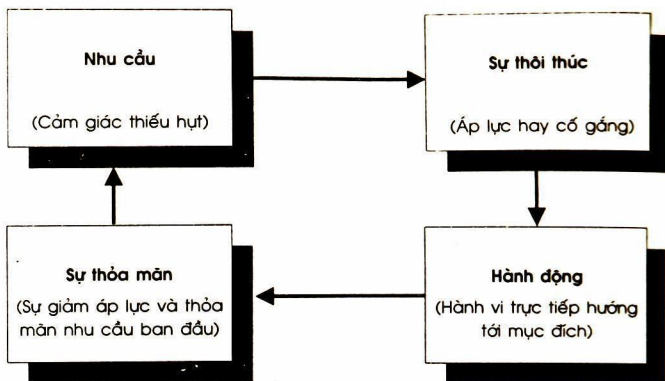 Nhu cầu
(Cảm giác thiếu hụt)
Sự thôi thúc
(Áp lực hay cố gắng)
Hành động
(Hành vi trực tiếp hướng
tới mục đích)
Sự thỏa mãn
(Sự giảm áp lực và thỏa
mãn nhu cầu ban đầu)